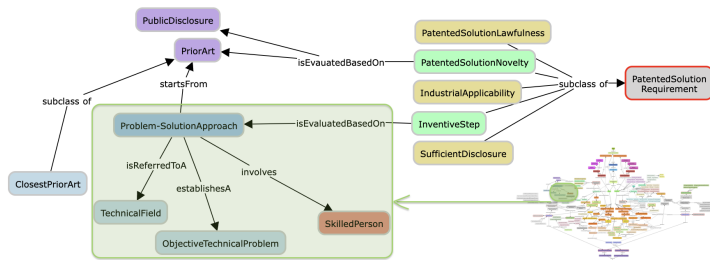 PublicDisclosure
PatentedSolutionLawfulness
PriorArt
isEvauatedBasedOn
PatentedSolutionNovelty
startsFrom
subclass of
PatentedSolution
Requirement
IndustrialApplicability
subclass of
Problem-SolutionApproach
isEvaluatedBasedOn
InventiveStep
SufficientDisclosure
isReferredToA
involves
ClosestPriorArt
establishesA
TechnicalField
SkilledPerson
ObjectiveTechnicalProblem